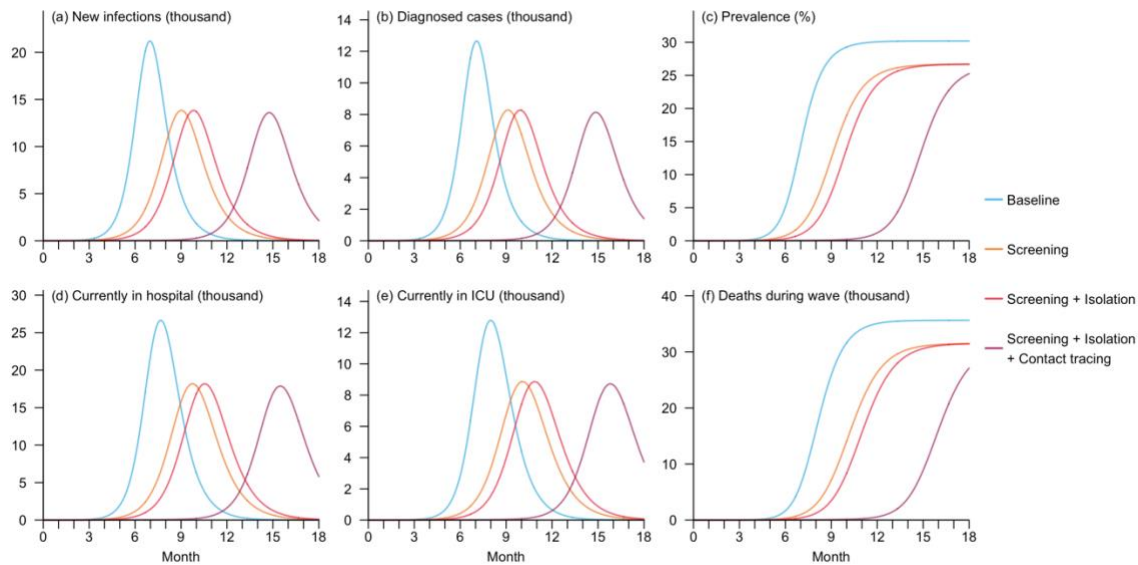 (a) New infections (thousand)
20
15
10
5
0
0 3 6 9 12 15 18
(b) Diagnosed cases (thousand)
14
12
10
8
6
4
2
0
0 3 6 9 12 15 18
(c) Prevalence (%)
30
25
20
15
10
5
0
0 3 6 9 12 15 18
(d) Currently in hospital (thousand)
30
25
20
15
10
5
0
0 3 6 9 12 15 18
Month
(e) Currently in ICU (thousand)
14
12
10
8
6
4
2
0
0 3 6 9 12 15 18
Month
(f) Deaths during wave (thousand)
40
30
20
10
0
0 3 6 9 12 15 18
Month
Baseline
Screening
Screening + Isolation
Screening + Isolation
+ Contact tracing